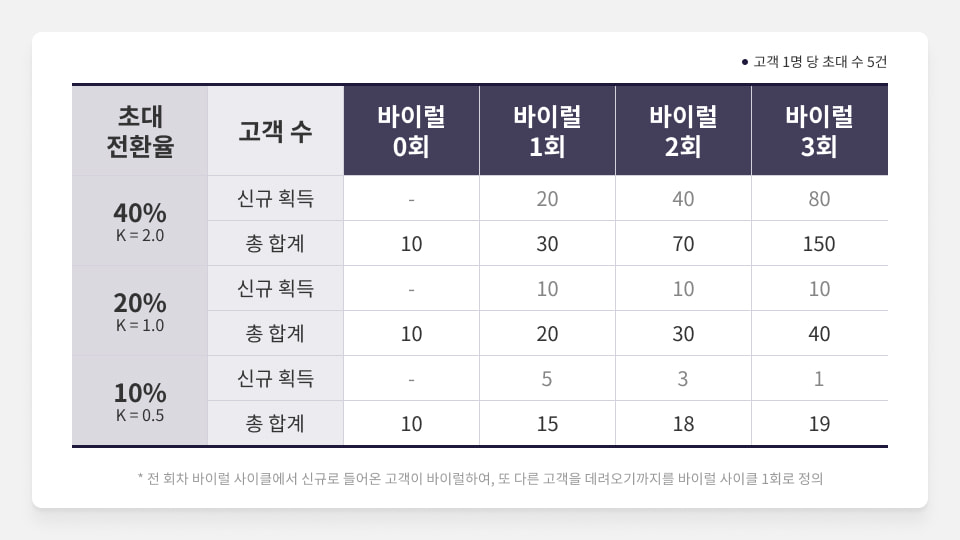 ● 고객 1명 당 초대 수 5건
초대 전환율 고객 수 바이럴 0회 바이럴 1회 바이럴 2회 바이럴 3회
40% K = 2.0 신규 획득 - 20 40 80
총 합계 10 30 70 150
20% K = 1.0 신규 획득 - 10 10 10
총 합계 10 20 30 40
10% K = 0.5 신규 획득 - 5 3 1
총 합계 10 15 18 19
* 전 회차 바이럴 사이클에서 신규로 들어온 고객이 바이럴하여, 또 다른 고객을 데려오기까지를 바이럴 사이클 1회로 정의